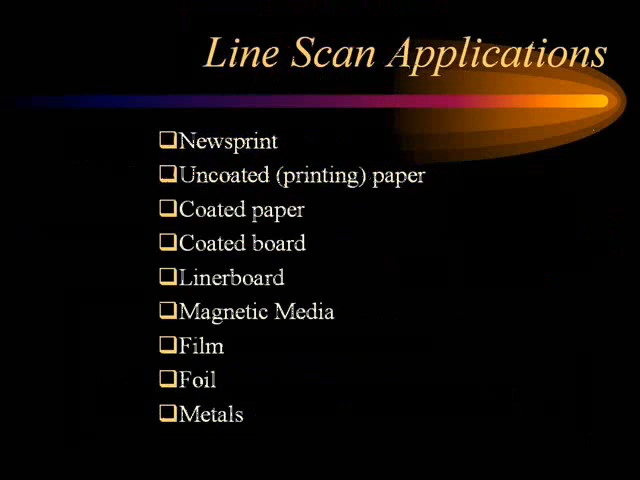 Line Scan Applications
Newsprint
Uncoated (printing) paper
Coated paper
Coated board
Linerboard
Magnetic Media
Film
Foil
Metals